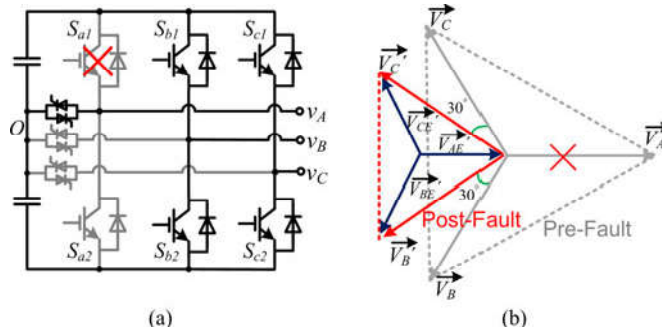 S_a1
S_b1
S_c1
O
v_A
v_B
v_C
S_a2
S_b2
S_c2
(a)
V_C
V_C'
30°
V_CE'
V_AE'
V_A
V_BE'
30°
Post-Fault
Pre-Fault
V_B'
V_B
(b)